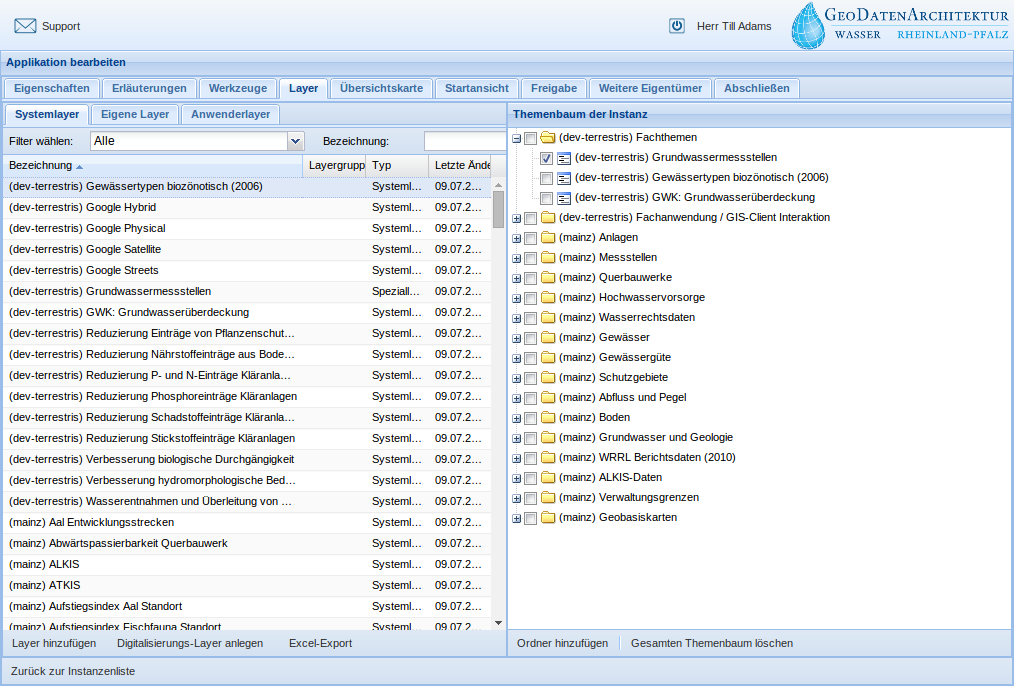 Support
Herr Till Adams
GeoDatenArchitektur
WASSER RHEINLAND-PFALZ
Applikation bearbeiten
Eigenschaften Erläuterungen Werkzeuge Layer Übersichtskarte Startansicht Freigabe Weitere Eigentümer Abschließen
Systemlayer Eigene Layer Anwenderlayer
Filter wählen: Alle Bezeichnung:
Bezeichnung Layergrupp Typ Letzte Ände
(dev-terrestris) Gewässertypen biozönotisch (2006) Systeml... 09.07.2...
(dev-terrestris) Google Hybrid Systeml... 09.07.2...
(dev-terrestris) Google Physical Systeml... 09.07.2...
(dev-terrestris) Google Satellite Systeml... 09.07.2...
(dev-terrestris) Google Streets Systeml... 09.07.2...
(dev-terrestris) Grundwassermessstellen Speziall... 09.07.2...
(dev-terrestris) GWK: Grundwasserüberdeckung Systeml... 09.07.2...
(dev-terrestris) Reduzierung Einträge von Pflanzenschut... Systeml... 09.07.2...
(dev-terrestris) Reduzierung Nährstoffeinträge aus Bode... Systeml... 09.07.2...
(dev-terrestris) Reduzierung P- und N-Einträge Kläranla... Systeml... 09.07.2...
(dev-terrestris) Reduzierung Phosphoreinträge Kläranlagen Systeml... 09.07.2...
(dev-terrestris) Reduzierung Schadstoffeinträge Kläranla... Systeml... 09.07.2...
(dev-terrestris) Reduzierung Stickstoffeinträge Kläranlagen Systeml... 09.07.2...
(dev-terrestris) Verbesserung biologische Durchgängigkeit Systeml... 09.07.2...
(dev-terrestris) Verbesserung hydromorphologische Bed... Systeml... 09.07.2...
(dev-terrestris) Wasserentnahmen und Überleitung von ... Systeml... 09.07.2...
(mainz) Aal Entwicklungsstrecken Systeml... 09.07.2...
(mainz) Abwärtspassierbarkeit Querbauwerk Systeml... 09.07.2...
(mainz) ALKIS Systeml... 09.07.2...
(mainz) ATKIS Systeml... 09.07.2...
(mainz) Aufstiegsindex Aal Standort Systeml... 09.07.2...
(mainz) Aufstiegsindex Fischfauna Standort Systeml... 09.07.2...
Layer hinzufügen Digitalisierungs-Layer anlegen Excel-Export
Themenbaum der Instanz
(dev-terrestris) Fachthemen
(dev-terrestris) Grundwassermessstellen
(dev-terrestris) Gewässertypen biozönotisch (2006)
(dev-terrestris) GWK: Grundwasserüberdeckung
(dev-terrestris) Fachanwendung / GIS-Client Interaktion
(mainz) Anlagen
(mainz) Messstellen
(mainz) Querbauwerke
(mainz) Hochwasservorsorge
(mainz) Wasserrechtsdaten
(mainz) Gewässer
(mainz) Gewässergüte
(mainz) Schutzgebiete
(mainz) Abfluss und Pegel
(mainz) Boden
(mainz) Grundwasser und Geologie
(mainz) WRRL Berichtsdaten (2010)
(mainz) ALKIS-Daten
(mainz) Verwaltungsgrenzen
(mainz) Geobasiskarten
Ordner hinzufügen Gesamten Themenbaum löschen
Zurück zur Instanzenliste